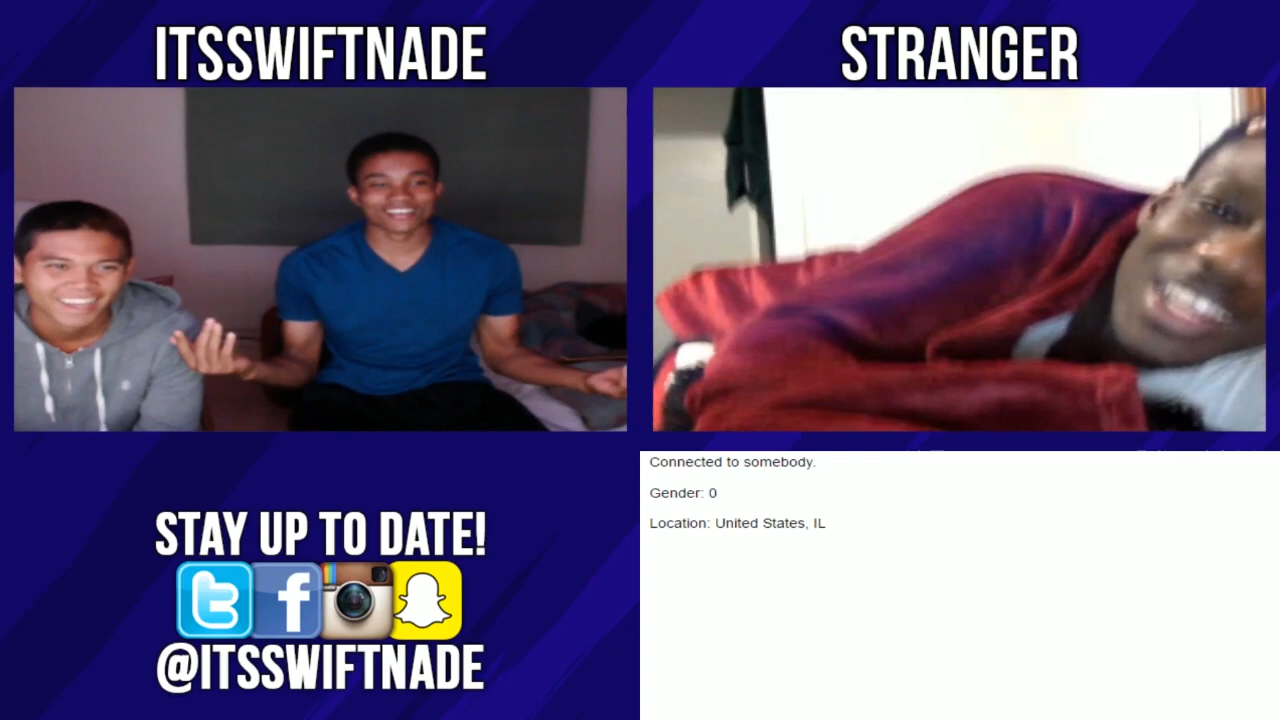 ITSSWIFTNADE
STRANGER
Connected to somebody.
Gender: 0
Location: United States, IL
STAY UP TO DATE!
@ITSSWIFTNADE